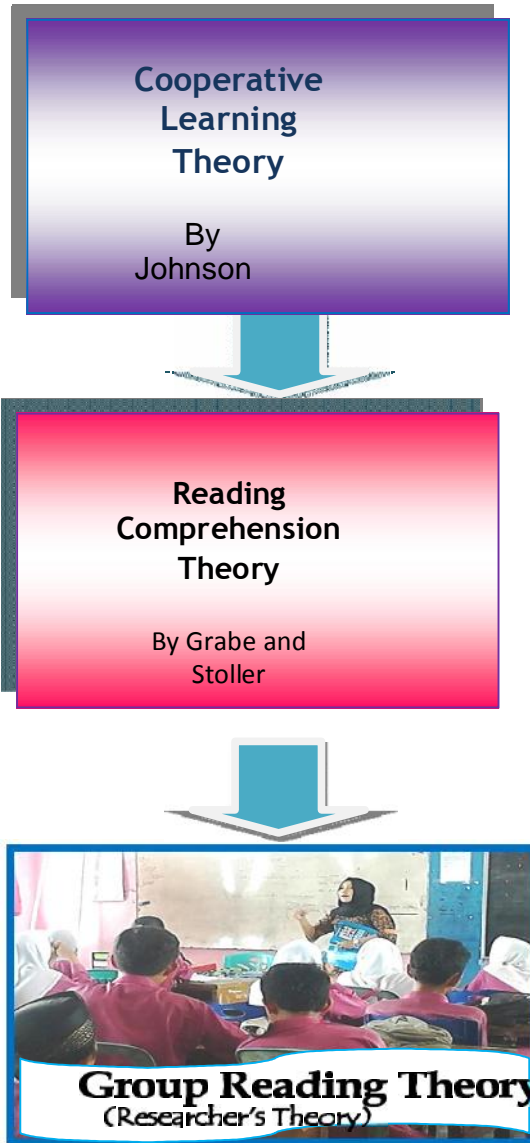 Cooperative
Learning
Theory
By
Johnson
Reading
Comprehension
Theory
By Grabe and
Stoller
Group Reading Theory
(Researcher's Theory)